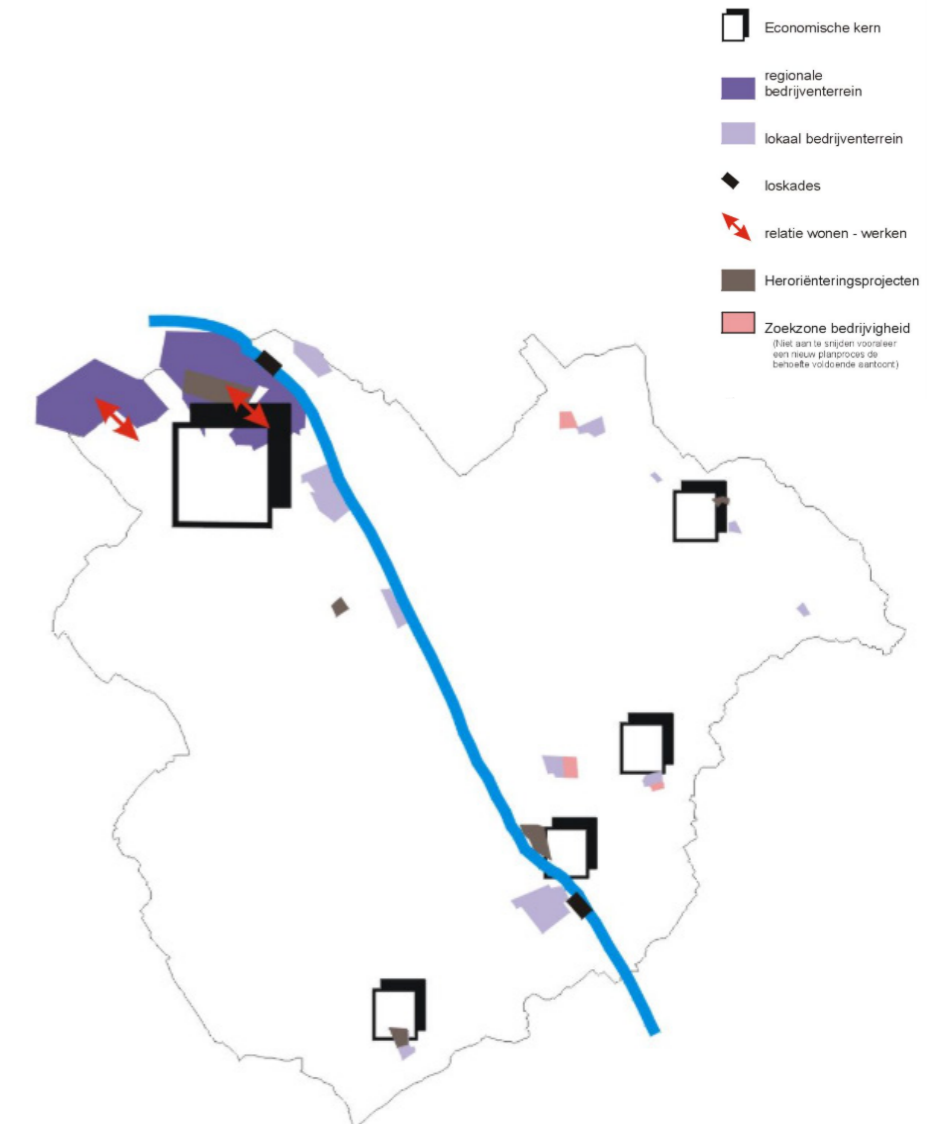 Economische kern
regionale
bedrijventerrein
lokaal bedrijventerrein
loskades
relatie wonen - werken
Heroriënteringsprojecten
Zoekzone bedrijvigheid
(Niet aan te snijden vooraleer
een nieuw planproces de
behoefte voldoende aantoont)